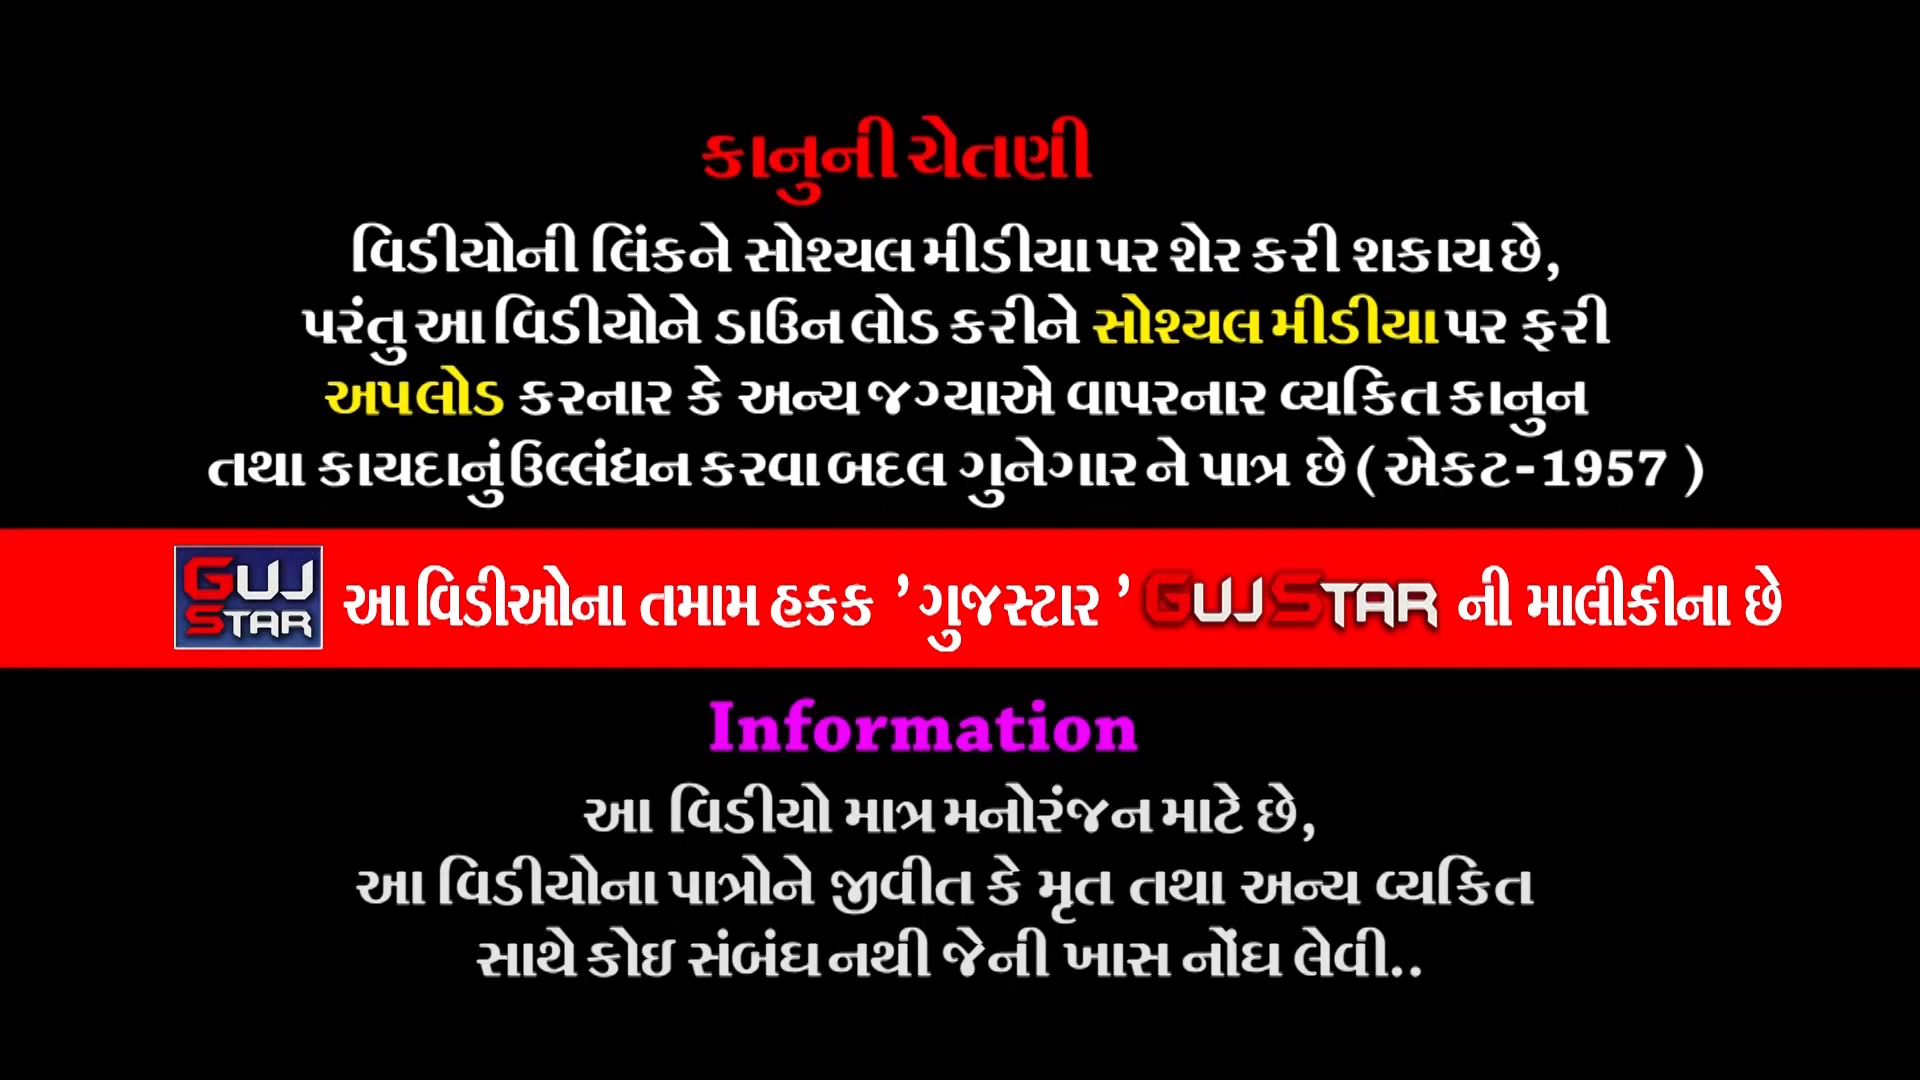 કાનુની ચેતણી
વિડીયોની લિંકને સોશ્યલ મીડીયા પર શેર કરી શકાય છે,
પરંતુ આ વિડીયોને ડાઉન લોડ કરીને સોશ્યલ મીડીયા પર ફરી
અપલોડ કરનાર કે અન્ય જગ્યાએ વાપરનાર વ્યકિત કાનુન
તથા કાયદાનું ઉલ્લંઘન કરવા બદલ ગુનેગાર ને પાત્ર છે ( એકટ-1957 )
GUJ STAR આ વિડીઓના તમામ હકક ’ ગુજસ્ટાર ’ GUJ STAR ની માલીકીના છે
Information
આ વિડીયો માત્ર મનોરંજન માટે છે,
આ વિડીયોના પાત્રોને જીવીત કે મૃત તથા અન્ય વ્યકિત
સાથે કોઇ સંબંઘ નથી જેની ખાસ નોંઘ લેવી..